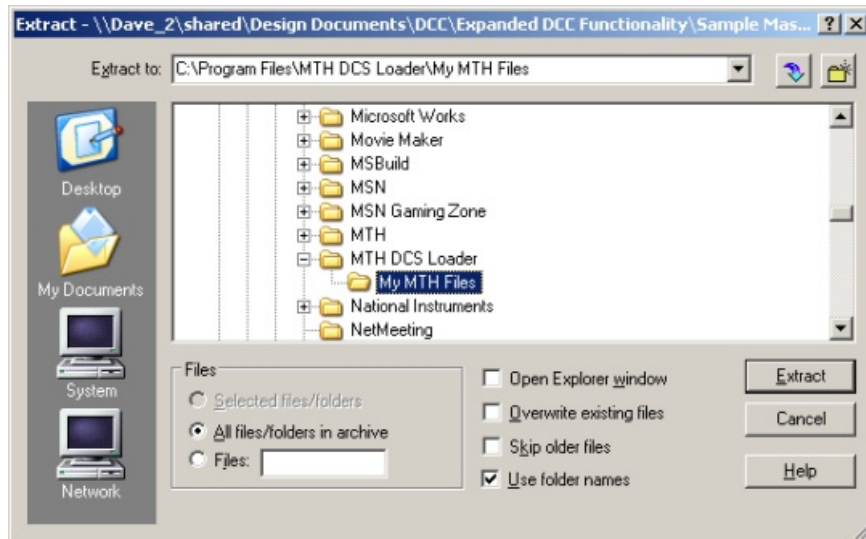 Extract - \\Dave_2\shared\Design Documents\DCC\Expanded DCC Functionality\Sample Mas...
Extract to: C:\Program Files\MTH DCS Loader\My MTH Files
Desktop
My Documents
System
Network
Microsoft Works
Movie Maker
MSBuild
MSN
MSN Gaming Zone
MTH
MTH DCS Loader
My MTH Files
National Instruments
NetMeeting
Files
Selected files/folders
All files/folders in archive
Files:
Open Explorer window
Overwrite existing files
Skip older files
Use folder names
Extract
Cancel
Help